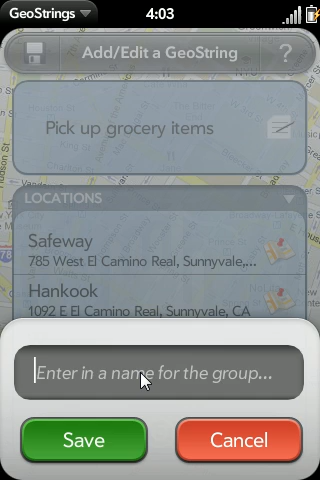 GeoStrings 4:03
Add/Edit a GeoString ?
Pick up grocery items
LOCATIONS
Safeway
785 West El Camino Real, Sunnyvale,...
Hankook
1092 E El Camino Real, Sunnyvale, CA
Enter in a name for the group...
Save Cancel